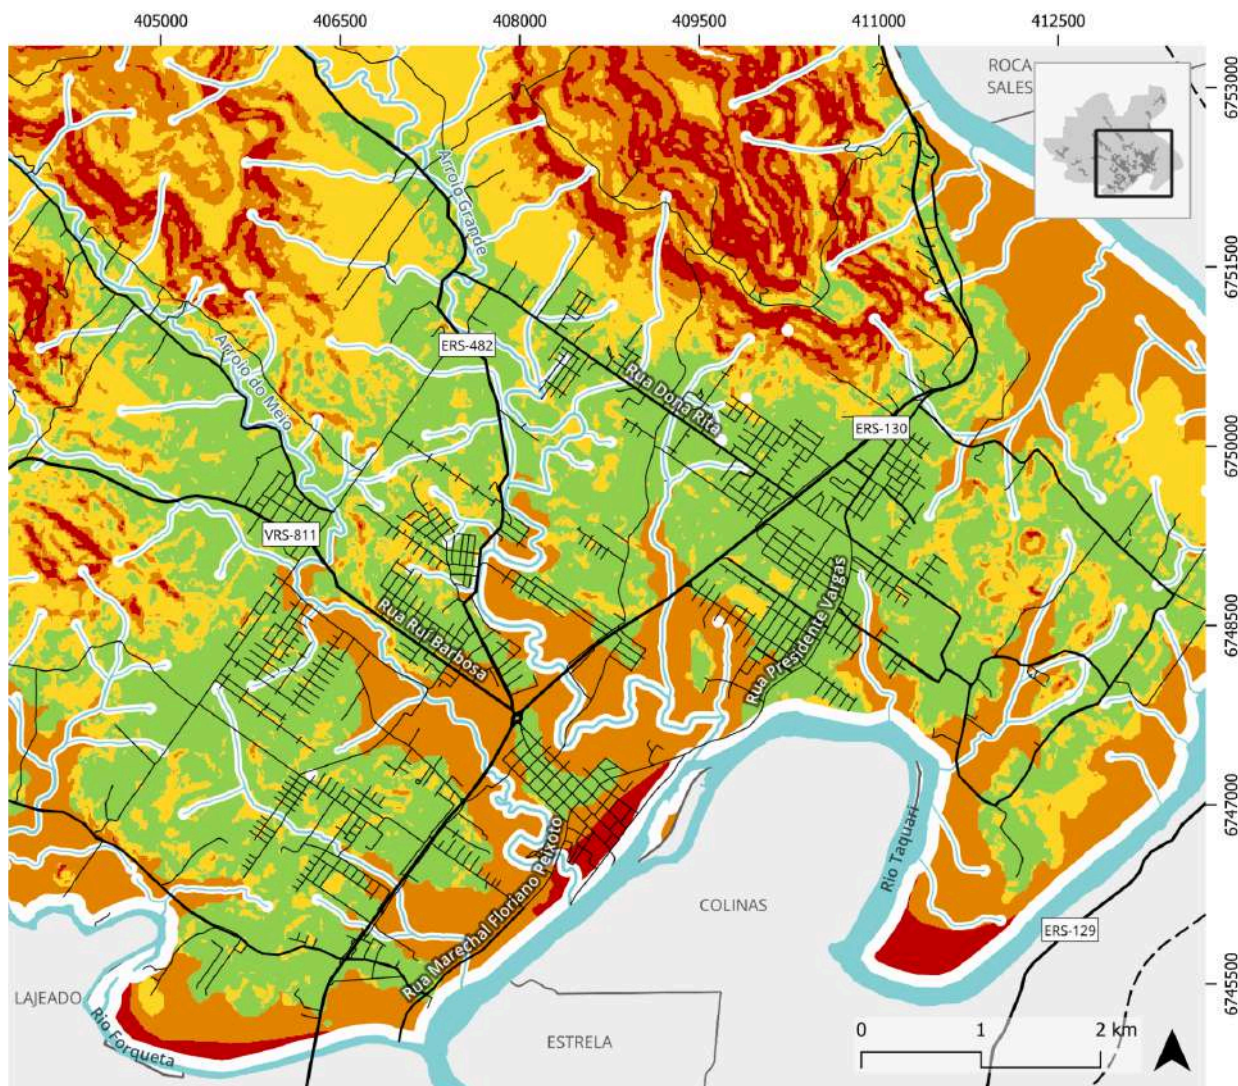 405000
406500
408000
409500
411000
412500
ROCA
SALES
6753000
6751500
6750000
6748500
6747000
6745500
Arroio Grande
Arroio do Meio
ERS-482
Rua Dona Rita
ERS-130
VRS-811
Rua Ruí Barbosa
Rua Presidente Vargas
Rua Marechal Floriano Peixoto
Rio Taquari
COLINAS
ERS-129
LAJEADO
Rio Forqueta
ESTRELA
0
1
2 km